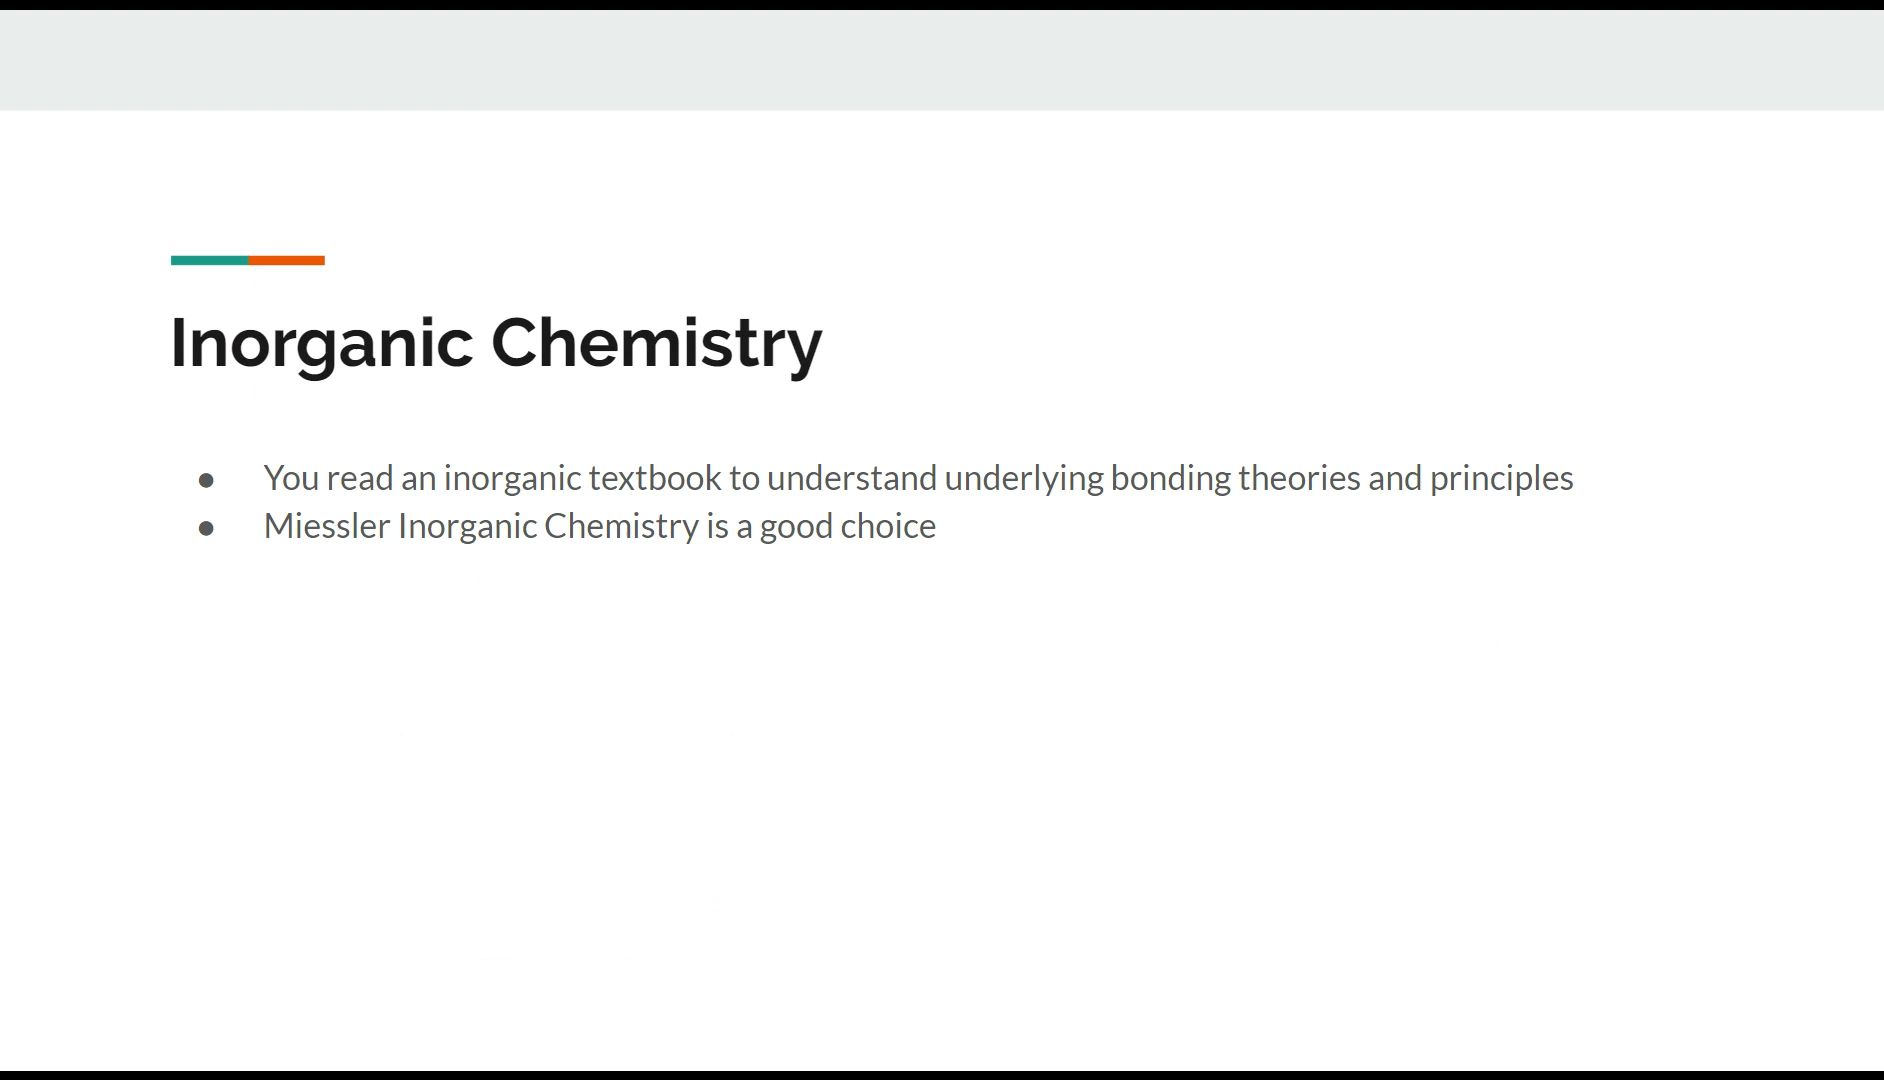 Inorganic Chemistry
● You read an inorganic textbook to understand underlying bonding theories and principles
● Miessler Inorganic Chemistry is a good choice